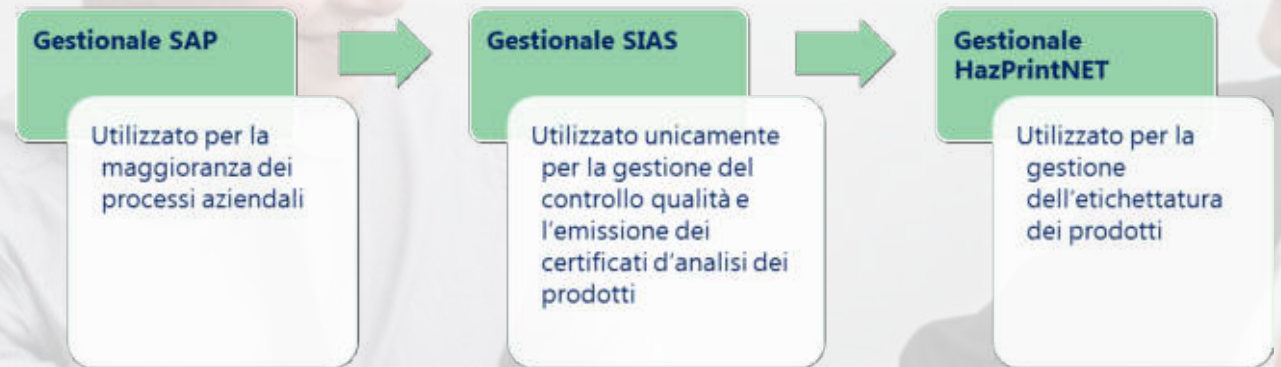 Gestionale SAP
Utilizzato per la
maggioranza dei
processi aziendali
Gestionale SIAS
Utilizzato unicamente
per la gestione del
controllo qualità e
l'emissione dei
certificati d'analisi dei
prodotti
Gestionale
HazPrintNET
Utilizzato per la
gestione
dell'etichettatura
dei prodotti